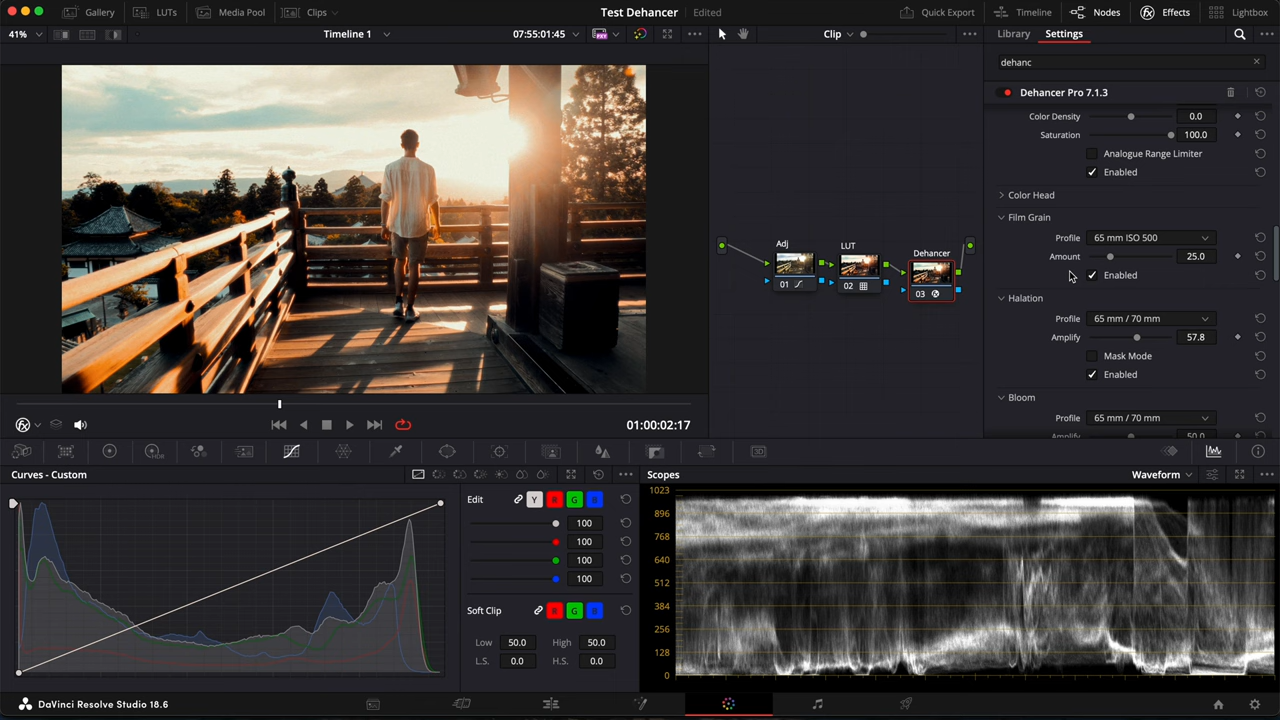 Gallery LUTs Media Pool Clips Test Dehancer Edited Quick Export Timeline Nodes Effects Lightbox
41% Timeline 1 07:55:01:45 Clip Library Settings
dehanc
Dehancer Pro 7.1.3
Color Density 0.0
Saturation 100.0
Analogue Range Limiter
Enabled
Color Head
Film Grain
Profile 65 mm ISO 500
Amount 25.0
Enabled
Halation
Profile 65 mm / 70 mm
Amplify 57.8
Mask Mode
Enabled
Bloom
Profile 65 mm / 70 mm
Amplify 50.0
Adj LUT Dehancer
01 02 03
01:00:02:17
HDR
3D
Curves - Custom
Edit Y R G B
100
100
100
100
Soft Clip R G B
Low 50.0 High 50.0
L.S. 0.0 H.S. 0.0
Scopes Waveform
1023
896
768
640
512
384
256
128
0
DaVinci Resolve Studio 18.6